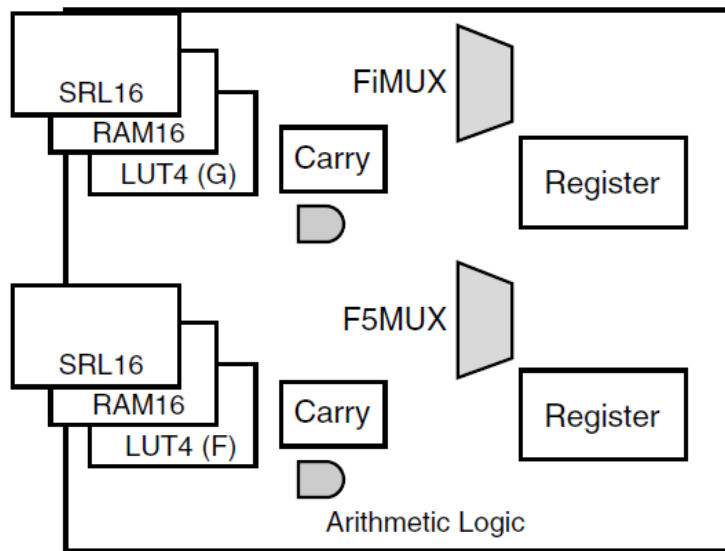 SRL16
RAM16
LUT4 (G)
Carry
FiMUX
Register
SRL16
RAM16
LUT4 (F)
Carry
F5MUX
Register
Arithmetic Logic